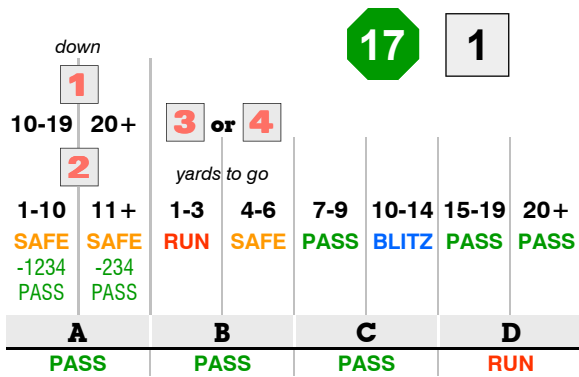 17 1
down
1
10-19 20+ 3 or 4
2 yards to go
1-10 11+ 1-3 4-6 7-9 10-14 15-19 20+
SAFE SAFE RUN SAFE PASS BLITZ PASS PASS
-1234 -234
PASS PASS
A B C D
PASS PASS PASS RUN